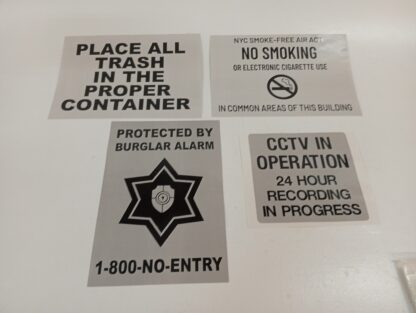 PLACE ALL
TRASH
IN THE
PROPER
CONTAINER
NYC SMOKE-FREE AIR ACT
NO SMOKING
OR ELECTRONIC CIGARETTE USE
IN COMMON AREAS OF THIS BUILDING
PROTECTED BY
BURGLAR ALARM
1-800-NO-ENTRY
CCTV IN
OPERATION
24 HOUR
RECORDING
IN PROGRESS